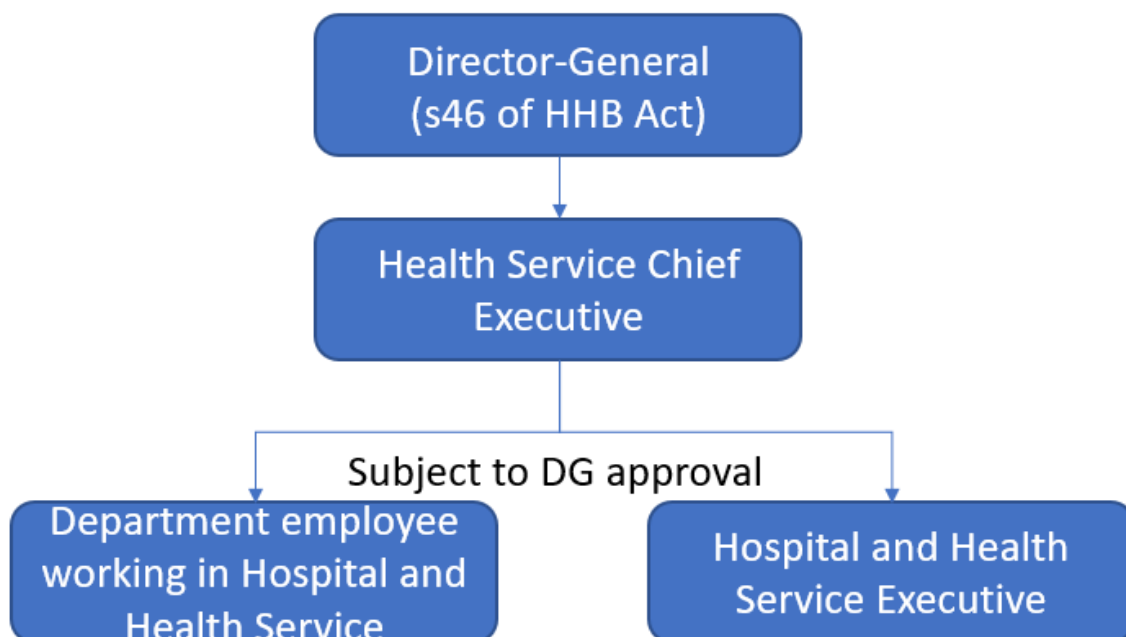 Director-General
(s46 of HHB Act)
Health Service Chief
Executive
Subject to DG approval
Department employee
working in Hospital and
Health Service
Hospital and Health
Service Executive